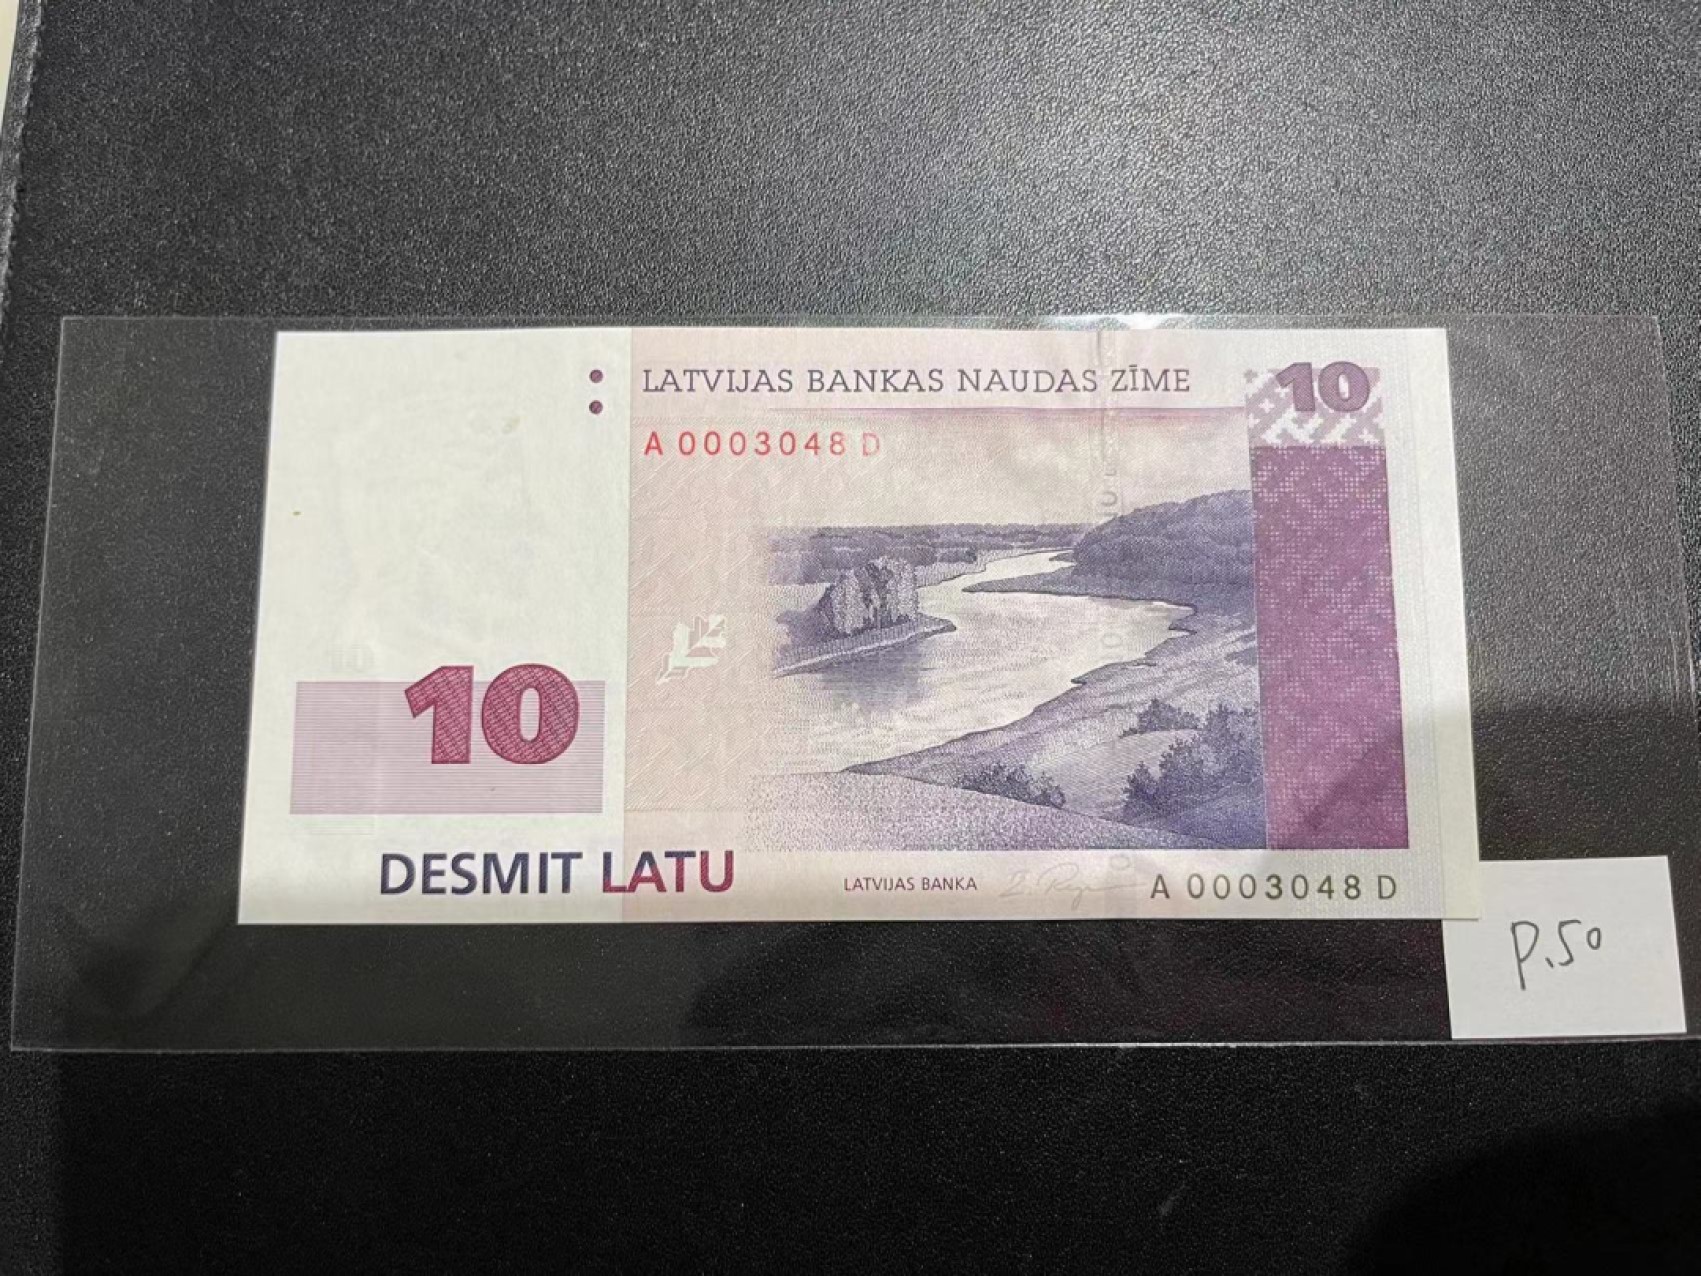 LATVIJAS BANKAS NAUDAS ZĪME
10
A 0003048 D
10
DESMIT LATU
LATVIJAS BANKA
A 0003048 D
P.50